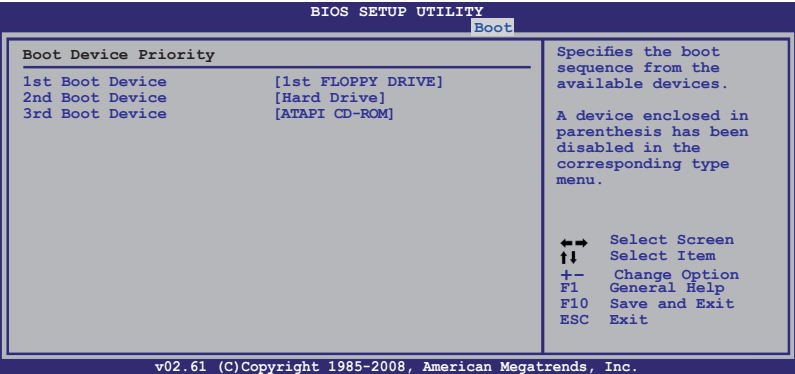 BIOS SETUP UTILITY
Boot
Boot Device Priority
1st Boot Device [1st FLOPPY DRIVE]
2nd Boot Device [Hard Drive]
3rd Boot Device [ATAPI CD-ROM]
Specifies the boot
sequence from the
available devices.
A device enclosed in
parenthesis has been
disabled in the
corresponding type
menu.
←→ Select Screen
↑↓ Select Item
+- Change Option
F1 General Help
F10 Save and Exit
ESC Exit
v02.61 (C)Copyright 1985-2008, American Megatrends, Inc.